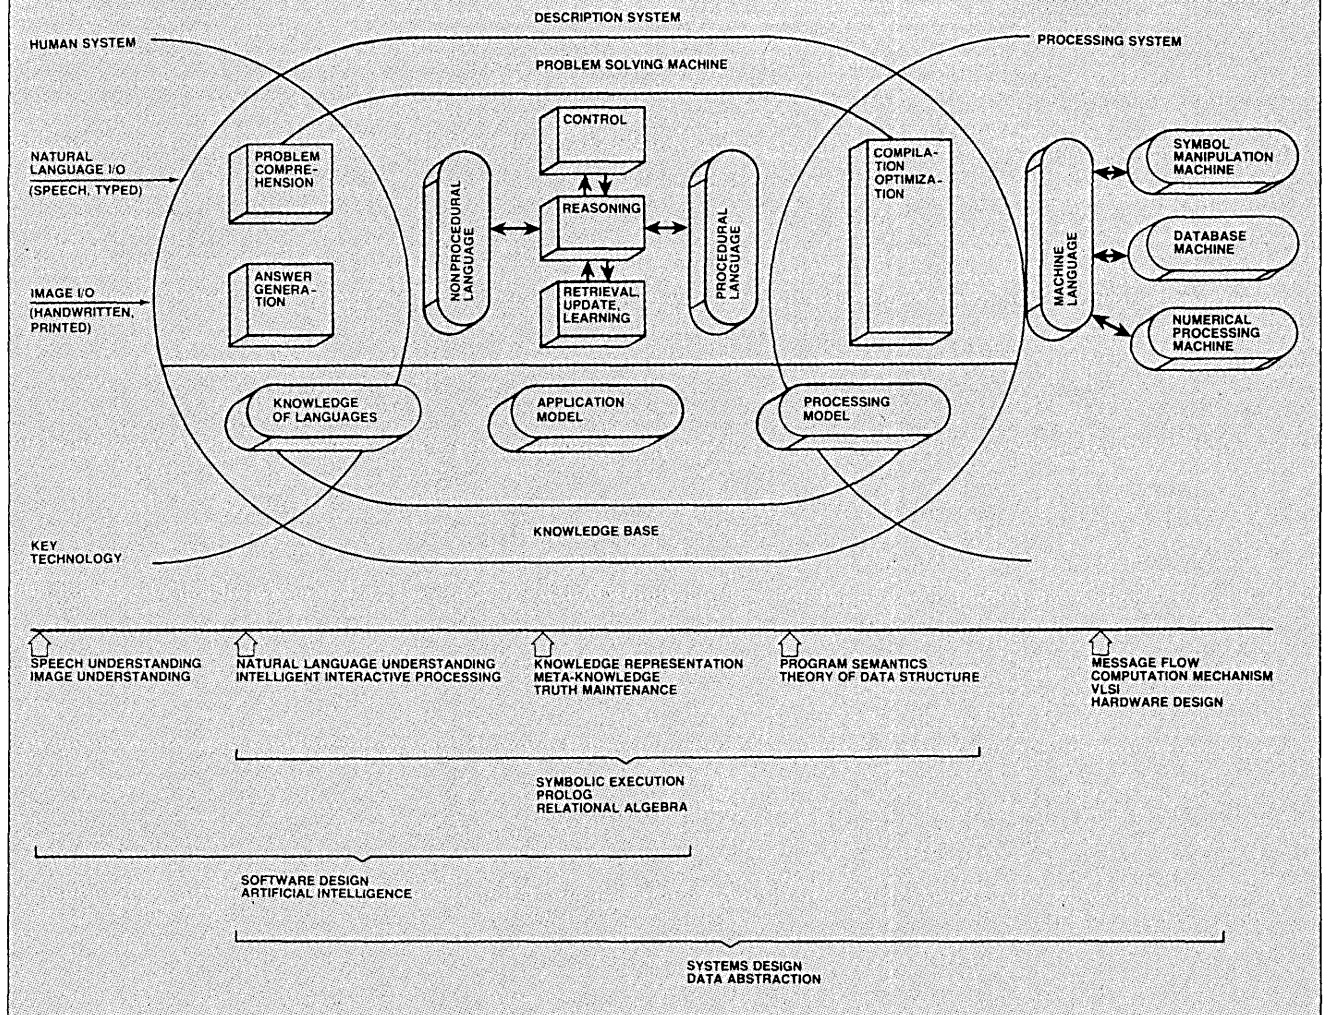 DESCRIPTION SYSTEM
HUMAN SYSTEM
PROCESSING SYSTEM
PROBLEM SOLVING MACHINE
NATURAL
LANGUAGE I/O
(SPEECH, TYPED)
IMAGE I/O
(HANDWRITTEN,
PRINTED)
PROBLEM
COMPRE-
HENSION
ANSWER
GENERA-
TION
NONPROCEDURAL
LANGUAGE
CONTROL
REASONING
RETRIEVAL,
UPDATE,
LEARNING
PROCEDURAL
LANGUAGE
COMPILA-
TION
OPTIMIZA-
TION
MACHINE
LANGUAGE
SYMBOL
MANIPULATION
MACHINE
DATABASE
MACHINE
NUMERICAL
PROCESSING
MACHINE
KNOWLEDGE
OF LANGUAGES
APPLICATION
MODEL
PROCESSING
MODEL
KNOWLEDGE BASE
KEY
TECHNOLOGY
SPEECH UNDERSTANDING
IMAGE UNDERSTANDING
NATURAL LANGUAGE UNDERSTANDING
INTELLIGENT INTERACTIVE PROCESSING
KNOWLEDGE REPRESENTATION
META-KNOWLEDGE
TRUTH MAINTENANCE
PROGRAM SEMANTICS
THEORY OF DATA STRUCTURE
MESSAGE FLOW
COMPUTATION MECHANISM
VLSI
HARDWARE DESIGN
SYMBOLIC EXECUTION
PROLOG
RELATIONAL ALGEBRA
SOFTWARE DESIGN
ARTIFICIAL INTELLIGENCE
SYSTEMS DESIGN
DATA ABSTRACTION